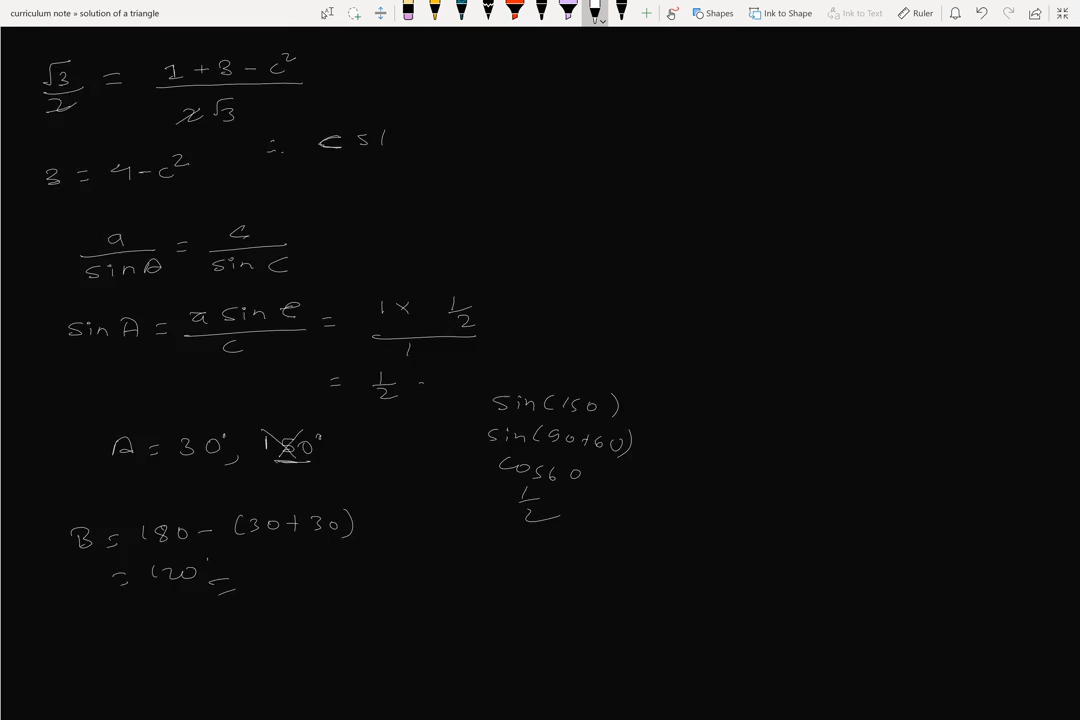 curriculum note » solution of a triangle
Shapes
Ink to Shape
Ink to Text
Ruler
√3/2 = (1 + 3 - c²)/(2√3)
∴ c = 1
3 = 4 - c²
a/sin A = c/sin C
sin A = (a sin C)/c = (1 × 1/2)/1
= 1/2 .
sin(150)
sin(90+60)
cos60
1/2
A = 30°, 150°
B = 180 - (30 + 30)
= 120°